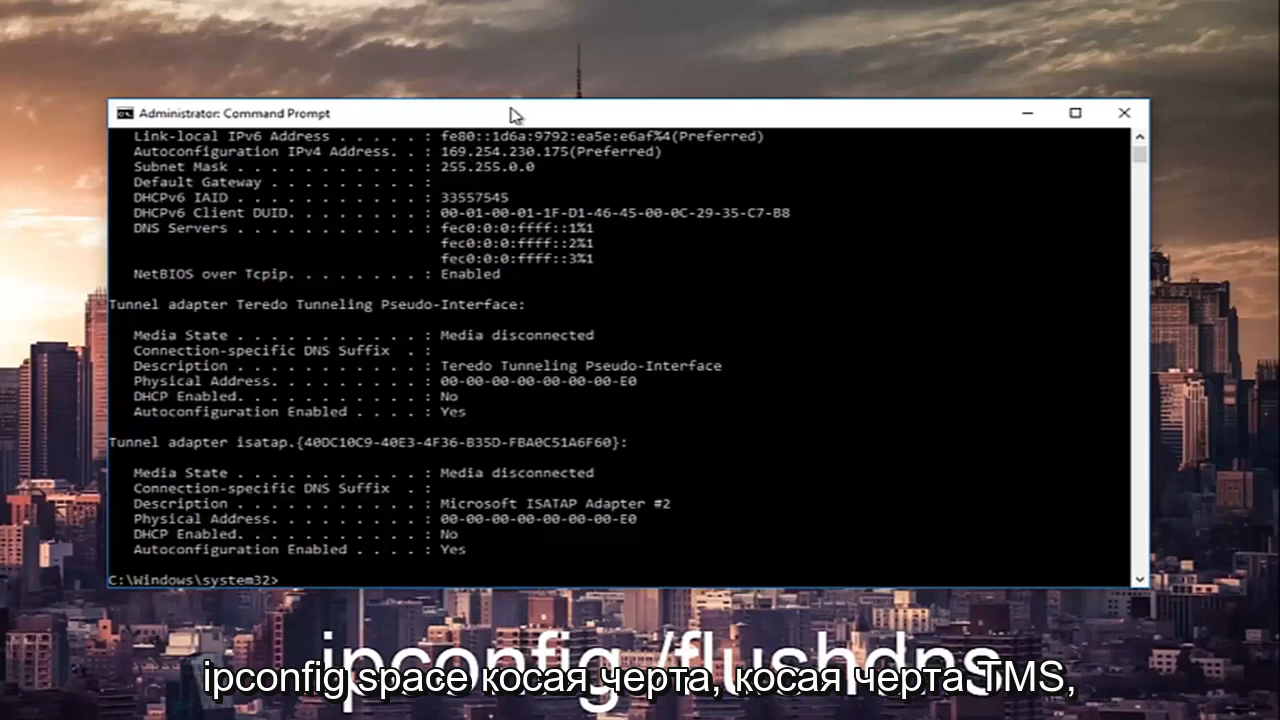 Administrator: Command Prompt
Link-local IPv6 Address . . . . . : fe80::1d6a:9792:ea5e:e6af%4(Preferred)
Autoconfiguration IPv4 Address. . : 169.254.230.175(Preferred)
Subnet Mask . . . . . . . . . . . : 255.255.0.0
Default Gateway . . . . . . . . . :
DHCPv6 IAID . . . . . . . . . . . : 33557545
DHCPv6 Client DUID. . . . . . . . : 00-01-00-01-1F-D1-46-45-00-0C-29-35-C7-B8
DNS Servers . . . . . . . . . . . : fec0:0:0:ffff::1%1
fec0:0:0:ffff::2%1
fec0:0:0:ffff::3%1
NetBIOS over Tcpip. . . . . . . . : Enabled
Tunnel adapter Teredo Tunneling Pseudo-Interface:
Media State . . . . . . . . . . . : Media disconnected
Connection-specific DNS Suffix . :
Description . . . . . . . . . . . : Teredo Tunneling Pseudo-Interface
Physical Address. . . . . . . . . : 00-00-00-00-00-00-00-E0
DHCP Enabled. . . . . . . . . . . : No
Autoconfiguration Enabled . . . . : Yes
Tunnel adapter isatap.{40DC10C9-40E3-4F36-B35D-FBA0C51A6F60}:
Media State . . . . . . . . . . . : Media disconnected
Connection-specific DNS Suffix . :
Description . . . . . . . . . . . : Microsoft ISATAP Adapter #2
Physical Address. . . . . . . . . : 00-00-00-00-00-00-00-E0
DHCP Enabled. . . . . . . . . . . : No
Autoconfiguration Enabled . . . . : Yes
C:\Windows\system32>
ipconfig /flushdns
ipconfig space косая черта, косая черта TMS,